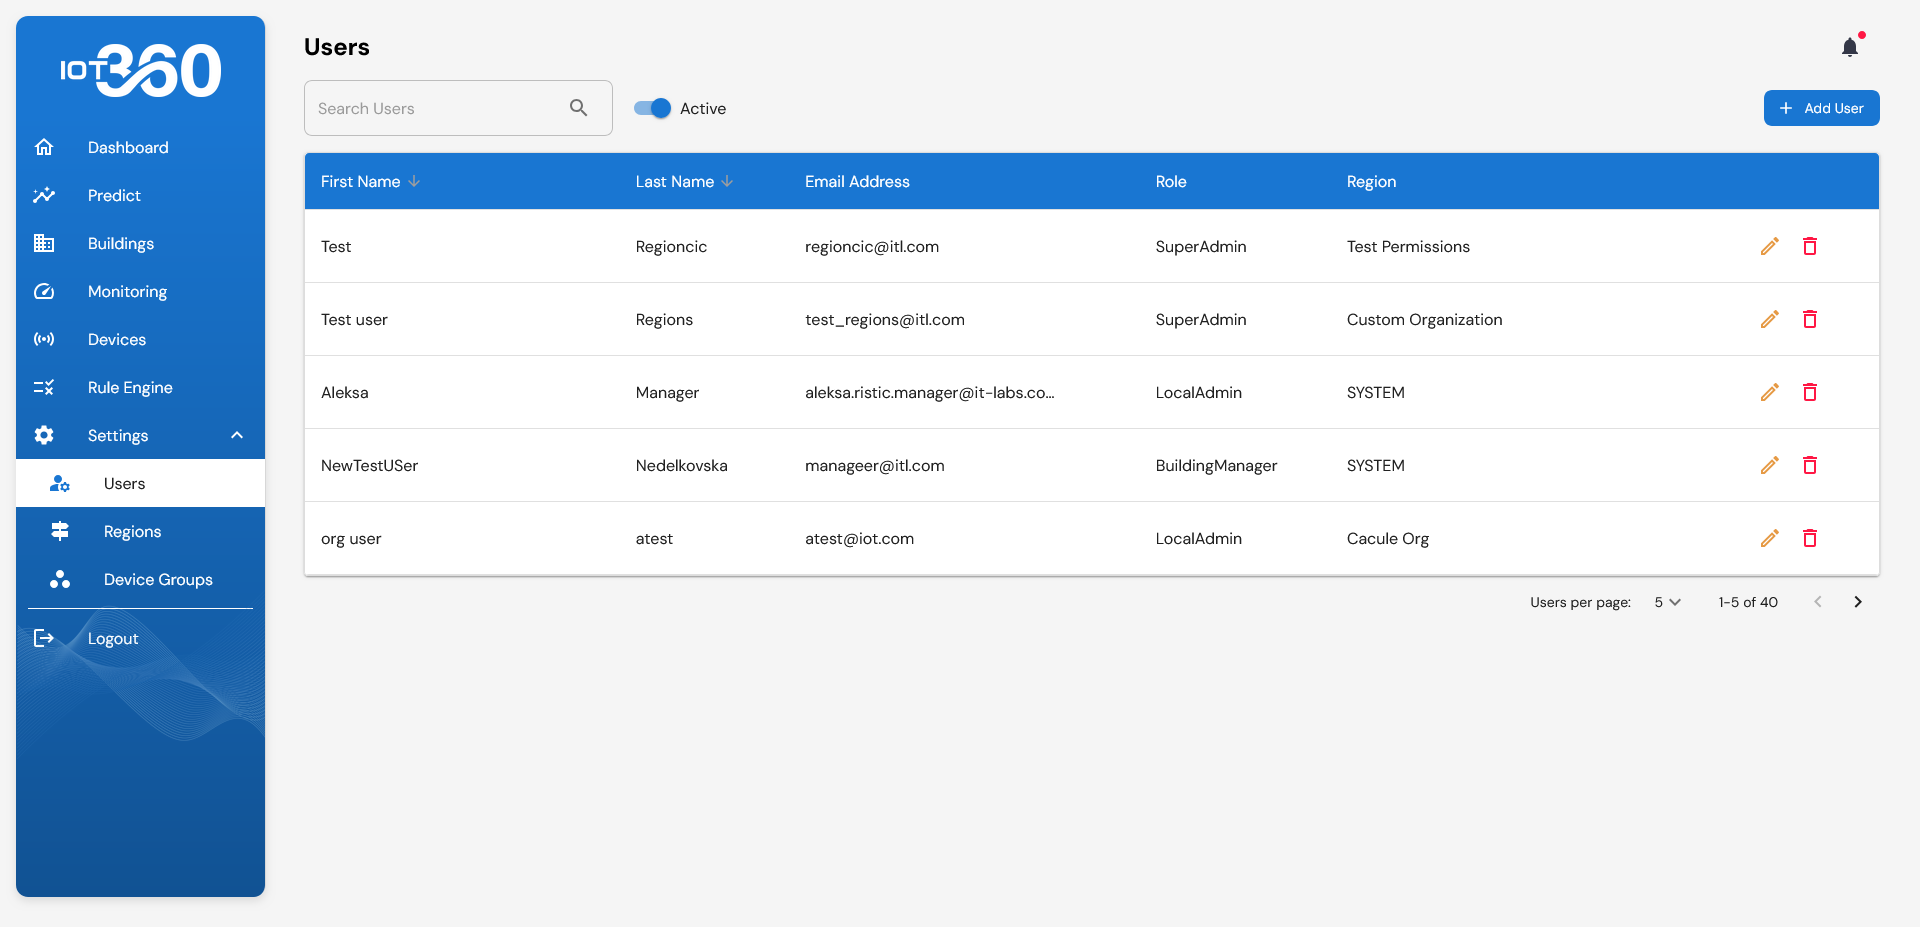 IOT360
Dashboard
Predict
Buildings
Monitoring
Devices
Rule Engine
Settings
Users
Regions
Device Groups
Logout
Users
Search Users
Active
Add User
First Name Last Name Email Address Role Region
Test Regioncic regioncic@itl.com SuperAdmin Test Permissions
Test user Regions test_regions@itl.com SuperAdmin Custom Organization
Aleksa Manager aleksa.ristic.manager@it-labs.co... LocalAdmin SYSTEM
NewTestUSer Nedelkovska manageer@itl.com BuildingManager SYSTEM
org user atest atest@iot.com LocalAdmin Cacule Org
Users per page: 5 1-5 of 40